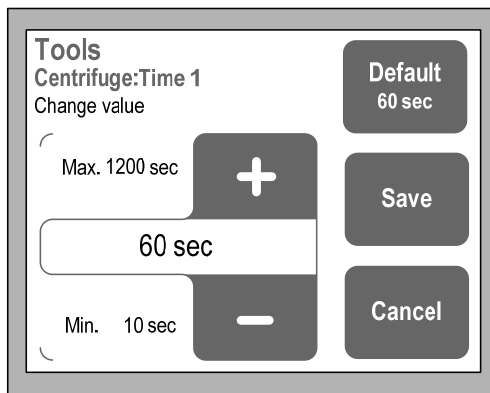 Tools
Centrifuge:Time 1
Change value
Max. 1200 sec
+
60 sec
−
Min. 10 sec
Default
60 sec
Save
Cancel